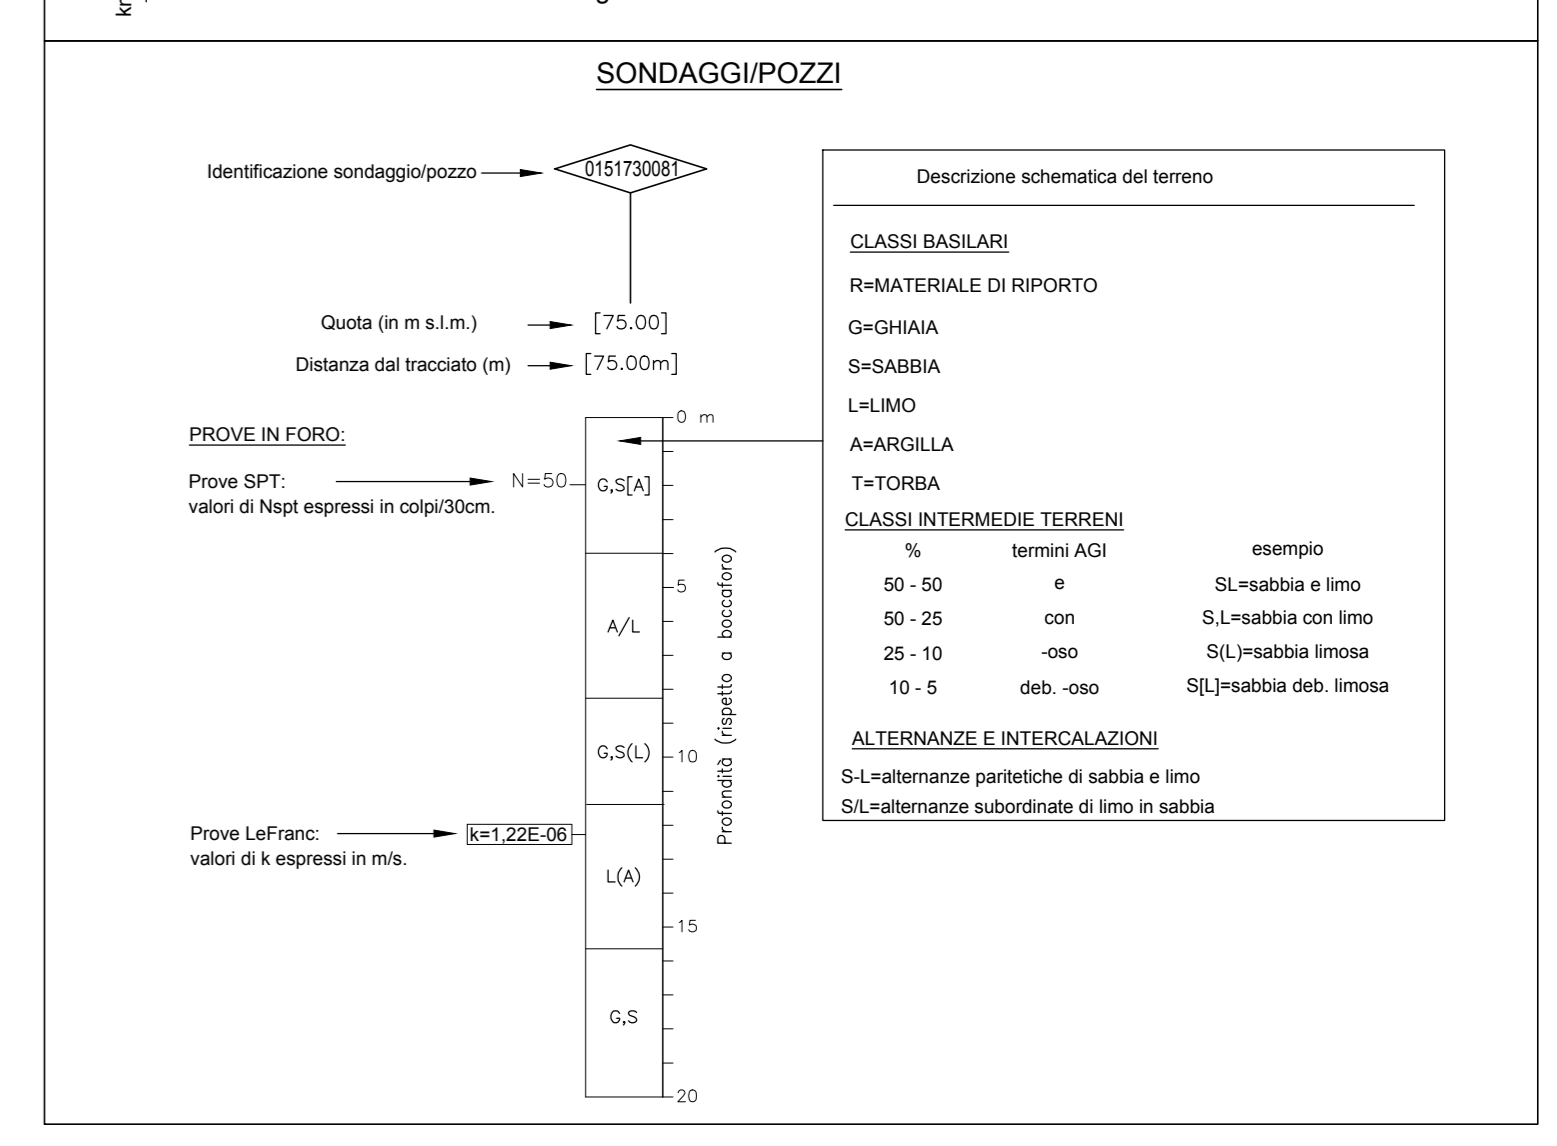 SONDAGGI/POZZI
Identificazione sondaggio/pozzo
0151730081
Quota (in m s.l.m.)
[75.00]
Distanza dal tracciato (m)
[75.00m]
PROVE IN FORO:
Prove SPT:
valori di Nspt espressi in colpi/30cm.
N=50
Prove LeFranc:
valori di k espressi in m/s.
k=1,22E-06
G,S[A]
A/L
G,S(L)
L(A)
G,S
0 m
5
10
15
20
Profondità (rispetto a boccaforo)
Descrizione schematica del terreno
CLASSI BASILARI
R=MATERIALE DI RIPORTO
G=GHIAIA
S=SABBIA
L=LIMO
A=ARGILLA
T=TORBA
CLASSI INTERMEDIE TERRENI
% termini AGI esempio
50 - 50 e SL=sabbia e limo
50 - 25 con S,L=sabbia con limo
25 - 10 -oso S(L)=sabbia limosa
10 - 5 deb. -oso S[L]=sabbia deb. limosa
ALTERNANZE E INTERCALAZIONI
S-L=alternanze paritetiche di sabbia e limo
S/L=alternanze subordinate di limo in sabbia